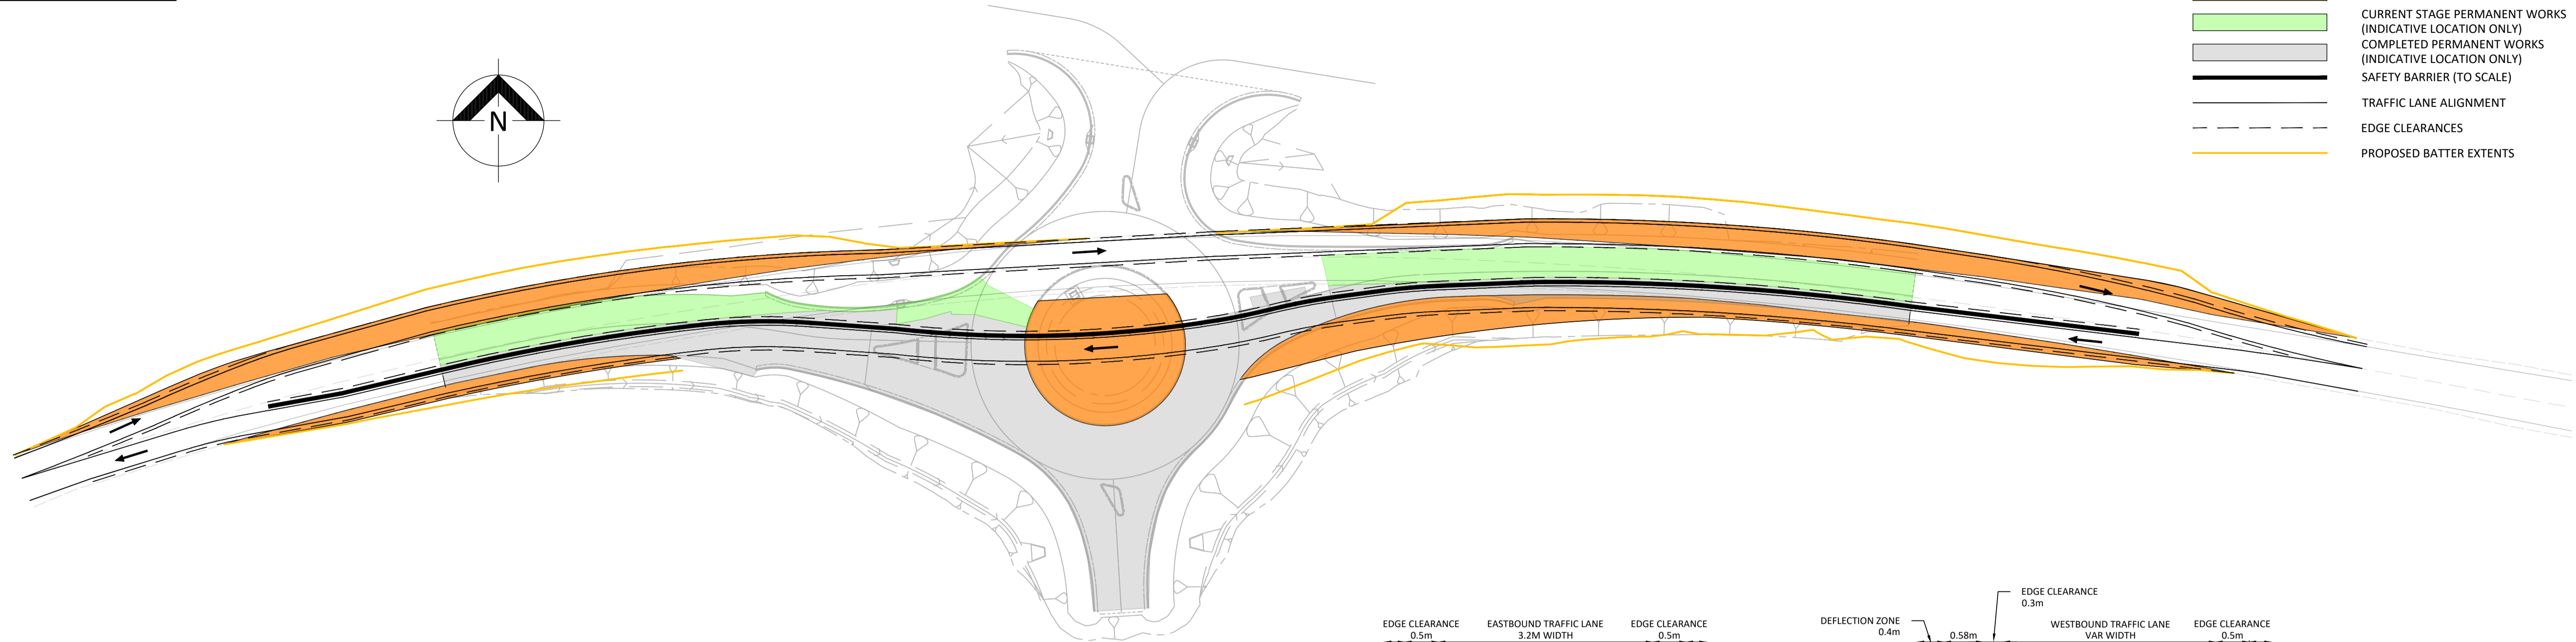 CURRENT STAGE PERMANENT WORKS
(INDICATIVE LOCATION ONLY)
COMPLETED PERMANENT WORKS
(INDICATIVE LOCATION ONLY)
SAFETY BARRIER (TO SCALE)
TRAFFIC LANE ALIGNMENT
EDGE CLEARANCES
PROPOSED BATTER EXTENTS
N
EDGE CLEARANCE
0.5m
EASTBOUND TRAFFIC LANE
3.2M WIDTH
EDGE CLEARANCE
0.5m
DEFLECTION ZONE
0.4m
0.58m
EDGE CLEARANCE
0.3m
WESTBOUND TRAFFIC LANE
VAR WIDTH
EDGE CLEARANCE
0.5m